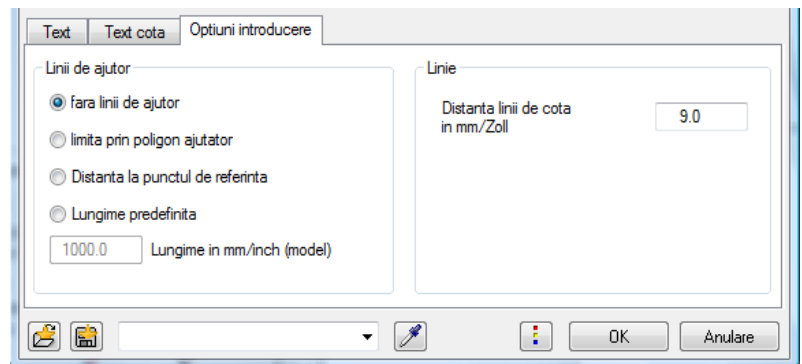 Text
Text cota
Optiuni introducere
Linii de ajutor
fara linii de ajutor
limita prin poligon ajutator
Distanta la punctul de referinta
Lungime predefinita
1000.0
Lungime in mm/inch (model)
Linie
Distanta linii de cota
in mm/Zoll
9.0
OK
Anulare